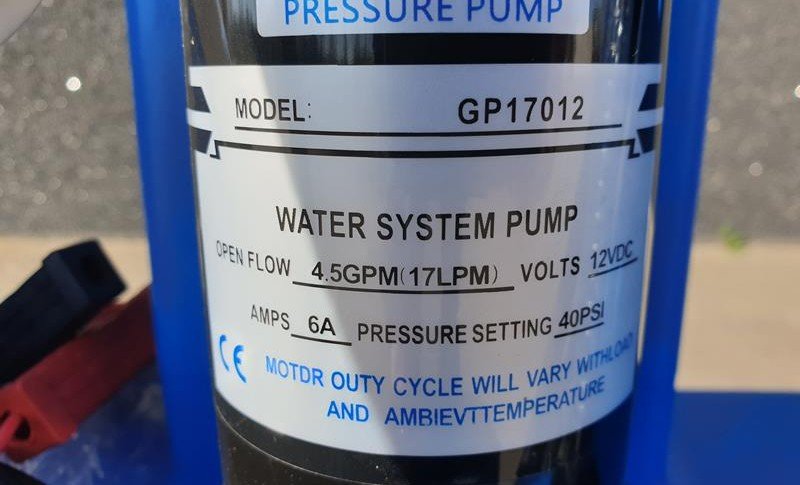 PRESSURE PUMP
MODEL: GP17012
WATER SYSTEM PUMP
OPEN FLOW 4.5GPM(17LPM) VOLTS 12VDC
AMPS 6A PRESSURE SETTING 40PSI
CE MOTDR OUTY CYCLE WILL VARY WITHLOAD
AND AMBIEVTTEMPERATURE